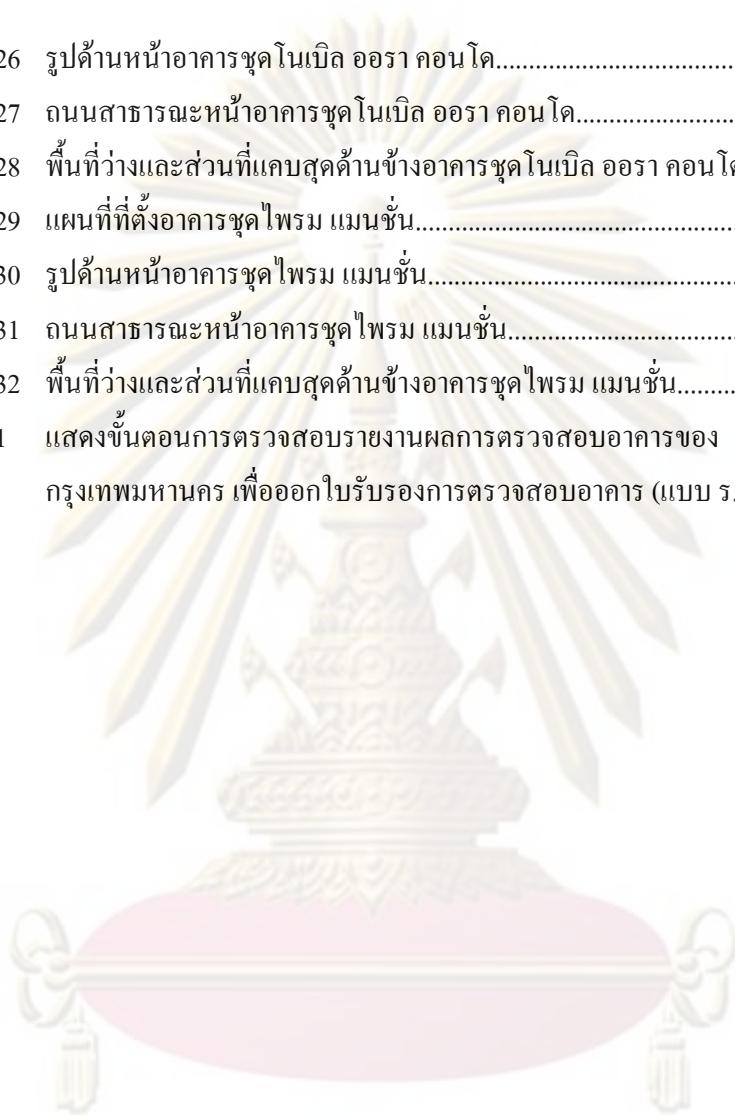 26 รูปด้านหน้าอาคารชุดโนเบิล ออรา คอนโด
27 ถนนสาธารณะหน้าอาคารชุดโนเบิล ออรา คอนโด
28 พื้นที่ว่างและส่วนที่แคบสุดด้านข้างอาคารชุดโนเบิล ออรา คอนโด
29 แผนที่ที่ตั้งอาคารชุดไพรม แมนชั่น
30 รูปด้านหน้าอาคารชุดไพรม แมนชั่น
31 ถนนสาธารณะหน้าอาคารชุดไพรม แมนชั่น
32 พื้นที่ว่างและส่วนที่แคบสุดด้านข้างอาคารชุดไพรม แมนชั่น
1 แสดงขั้นตอนการตรวจสอบรายงานผลการตรวจสอบอาคารของ
กรุงเทพมหานคร เพื่อออกใบรับรองการตรวจสอบอาคาร (แบบ ร.